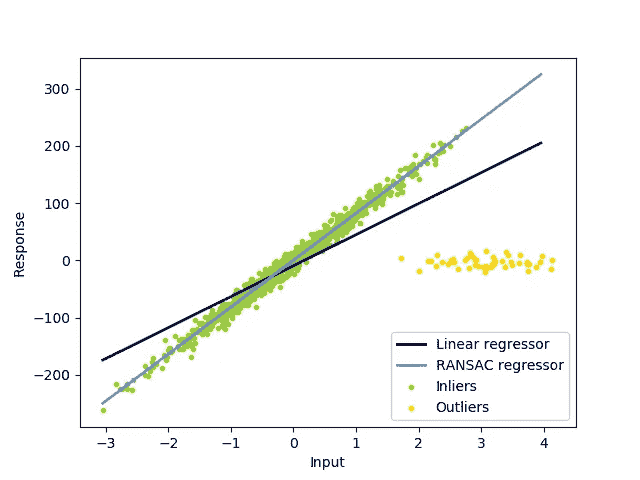 300
200
100
0
−100
−200
Response
−3 −2 −1 0 1 2 3 4
Input
Linear regressor
RANSAC regressor
Inliers
Outliers